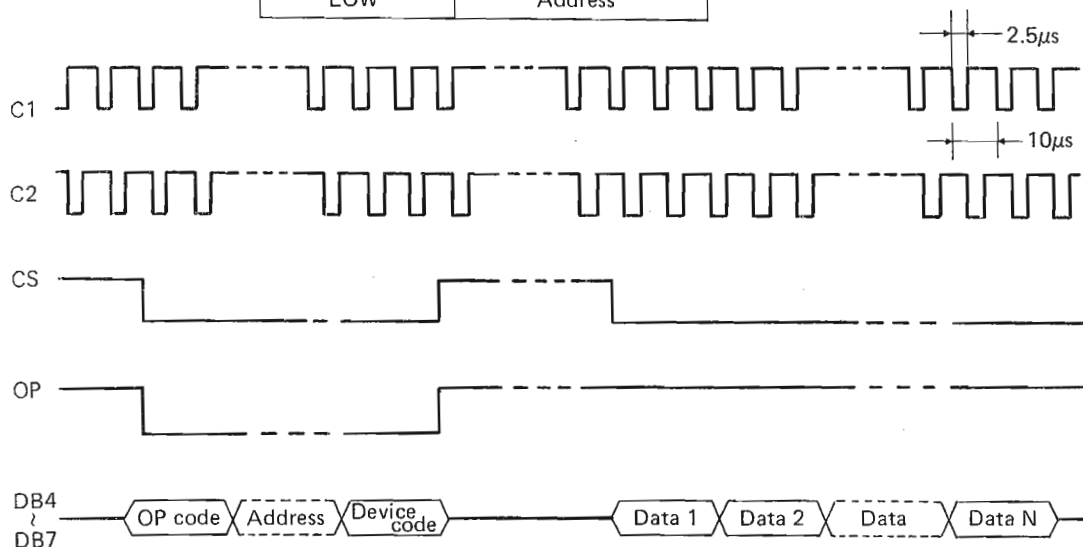 LOW Address
2.5μs
C1
10μs
C2
CS
OP
DB4
~
DB7
OP code Address Device code Data 1 Data 2 Data Data N